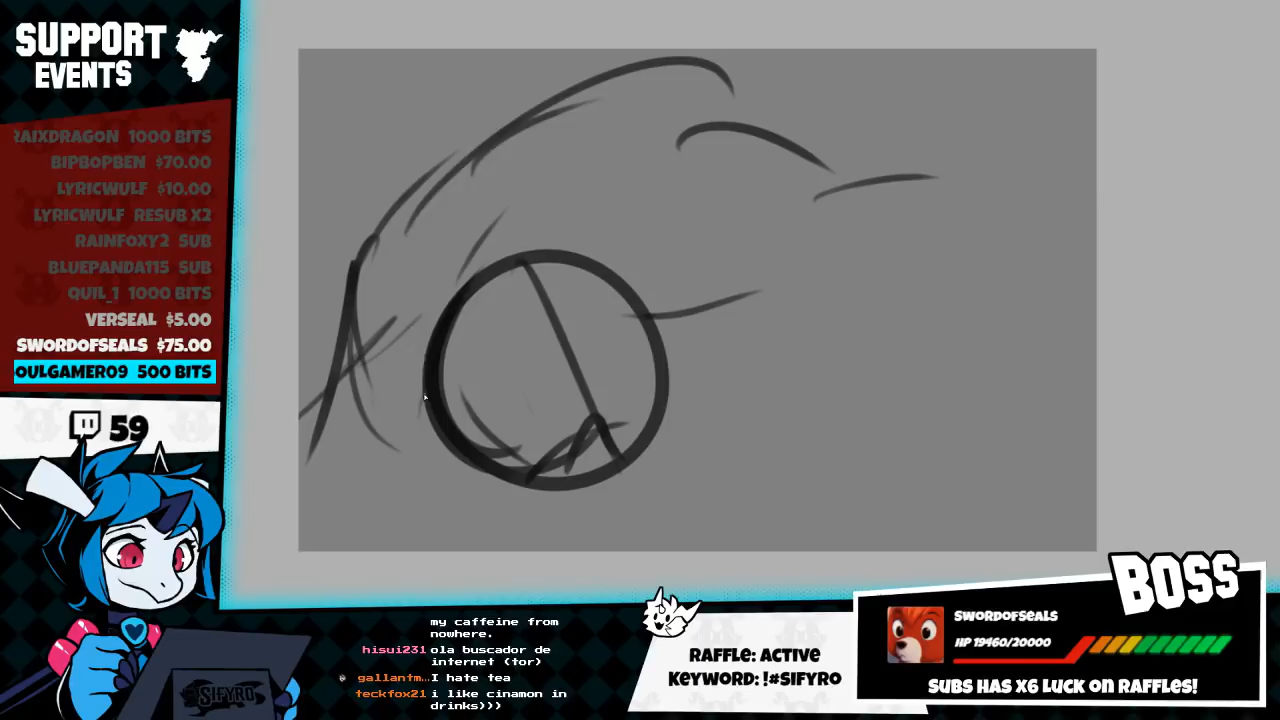 SUPPORT
EVENTS
RAIXDRAGON 1000 BITS
BIPBOPBEN $70.00
LYRICWULF $10.00
LYRICWULF RESUB X2
RAINFOXY2 SUB
BLUEPANDA115 SUB
QUIL_1 1000 BITS
VERSEAL $5.00
SWORDOFSEALS $75.00
OULGAMER09 500 BITS
59
SIFYRO
my caffeine from
nowhere.
hisui231 ola buscador de
internet (tor)
gallantm… I hate tea
teckfox21 i like cinamon in
drinks)))
RAFFLE: ACTIVE
KEYWORD: !#SIFYRO
BOSS
SWORDOFSEALS
HP 19460/20000
SUBS HAS X6 LUCK ON RAFFLES!